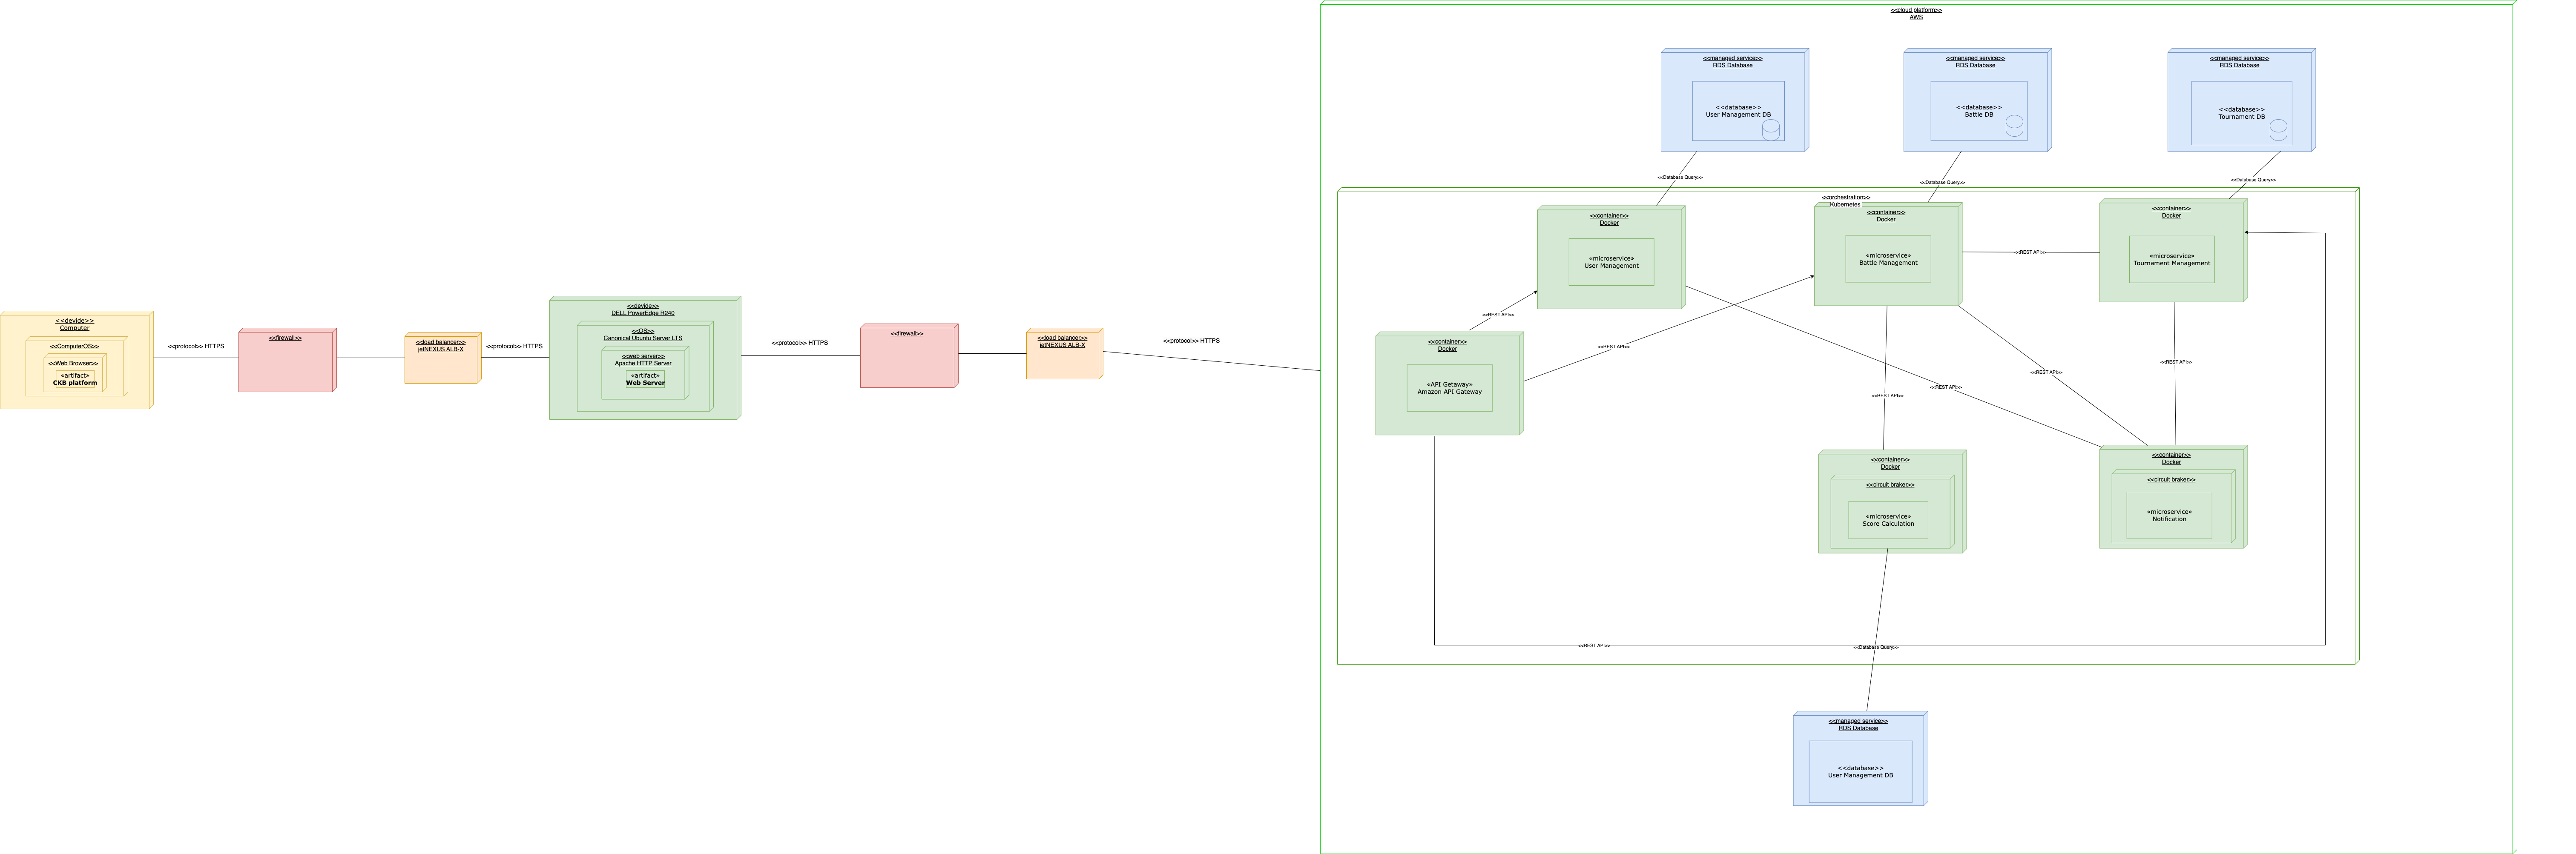 <<cloud platform>>
AWS
<<managed service>>
RDS Database
<<database>>
User Management DB
<<managed service>>
RDS Database
<<database>>
Battle DB
<<managed service>>
RDS Database
<<database>>
Tournament DB
<<Database Query>>
<<Database Query>>
<<Database Query>>
<<orchestration>>
Kubernetes
<<container>>
Docker
«microservice»
User Management
<<container>>
Docker
«microservice»
Battle Management
<<container>>
Docker
«microservice»
Tournament Management
<<REST API>>
<<devide>>
Computer
<<ComputerOS>>
<<Web Browser>>
«artifact»
CKB platform
<<protocol>> HTTPS
<<firewall>>
<<load balancer>>
jetNEXUS ALB-X
<<protocol>> HTTPS
<<devide>>
DELL PowerEdge R240
<<OS>>
Canonical Ubuntu Server LTS
<<web server>>
Apache HTTP Server
«artifact»
Web Server
<<protocol>> HTTPS
<<firewall>>
<<load balancer>>
jetNEXUS ALB-X
<<protocol>> HTTPS
<<REST API>>
<<container>>
Docker
«API Getaway»
Amazon API Gateway
<<REST API>>
<<REST API>>
<<REST API>>
<<REST API>>
<<REST API>>
<<container>>
Docker
<<circuit braker>>
«microservice»
Score Calculation
<<container>>
Docker
<<circuit braker>>
«microservice»
Notification
<<REST API>>
<<Database Query>>
<<managed service>>
RDS Database
<<database>>
User Management DB